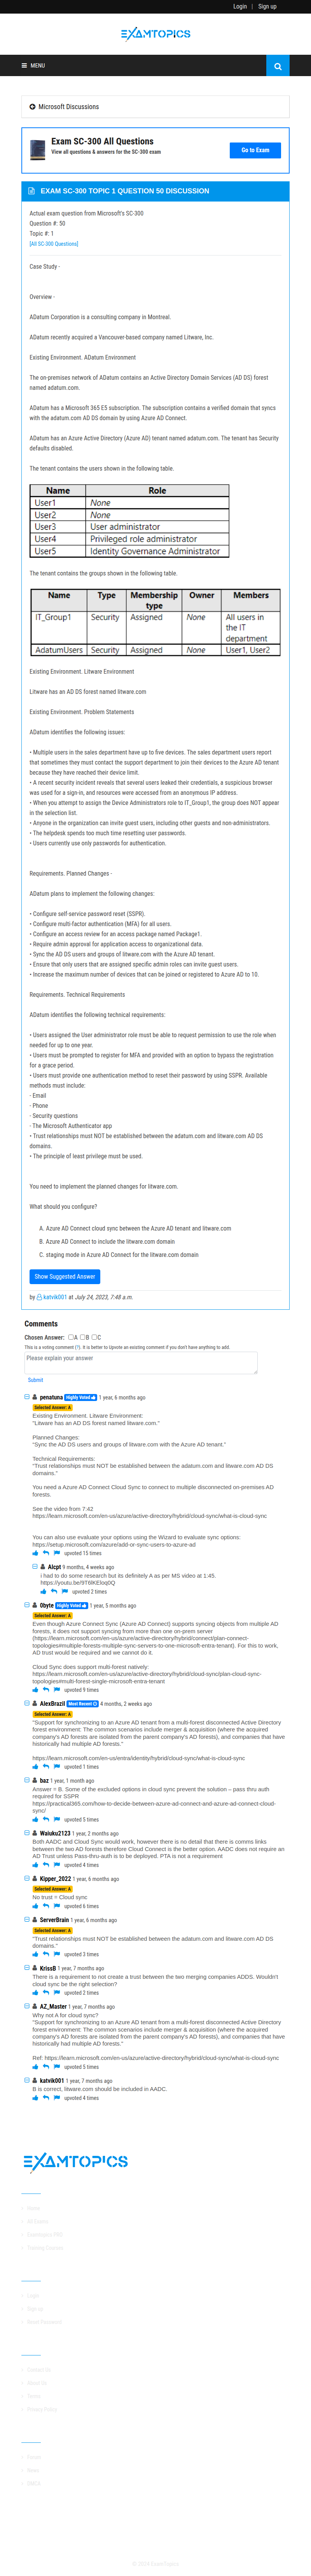 Login | Sign up
EXAMTOPICS
MENU
Microsoft Discussions
Exam SC-300 All Questions
View all questions & answers for the SC-300 exam
Go to Exam
EXAM SC-300 TOPIC 1 QUESTION 50 DISCUSSION
Actual exam question from Microsoft's SC-300
Question #: 50
Topic #: 1
[All SC-300 Questions]
Case Study -
Overview -
ADatum Corporation is a consulting company in Montreal.
ADatum recently acquired a Vancouver-based company named Litware, Inc.
Existing Environment. ADatum Environment
The on-premises network of ADatum contains an Active Directory Domain Services (AD DS) forest
named adatum.com.
ADatum has a Microsoft 365 E5 subscription. The subscription contains a verified domain that syncs
with the adatum.com AD DS domain by using Azure AD Connect.
ADatum has an Azure Active Directory (Azure AD) tenant named adatum.com. The tenant has Security
defaults disabled.
The tenant contains the users shown in the following table.
Name Role
User1 None
User2 None
User3 User administrator
User4 Privileged role administrator
User5 Identity Governance Administrator
The tenant contains the groups shown in the following table.
Name Type Membership type Owner Members
IT_Group1 Security Assigned None All users in the IT department
AdatumUsers Security Assigned None User1, User2
Existing Environment. Litware Environment
Litware has an AD DS forest named litware.com
Existing Environment. Problem Statements
ADatum identifies the following issues:
• Multiple users in the sales department have up to five devices. The sales department users report
that sometimes they must contact the support department to join their devices to the Azure AD tenant
because they have reached their device limit.
• A recent security incident reveals that several users leaked their credentials, a suspicious browser
was used for a sign-in, and resources were accessed from an anonymous IP address.
• When you attempt to assign the Device Administrators role to IT_Group1, the group does NOT appear
in the selection list.
• Anyone in the organization can invite guest users, including other guests and non-administrators.
• The helpdesk spends too much time resetting user passwords.
• Users currently use only passwords for authentication.
Requirements. Planned Changes -
ADatum plans to implement the following changes:
• Configure self-service password reset (SSPR).
• Configure multi-factor authentication (MFA) for all users.
• Configure an access review for an access package named Package1.
• Require admin approval for application access to organizational data.
• Sync the AD DS users and groups of litware.com with the Azure AD tenant.
• Ensure that only users that are assigned specific admin roles can invite guest users.
• Increase the maximum number of devices that can be joined or registered to Azure AD to 10.
Requirements. Technical Requirements
ADatum identifies the following technical requirements:
• Users assigned the User administrator role must be able to request permission to use the role when
needed for up to one year.
• Users must be prompted to register for MFA and provided with an option to bypass the registration
for a grace period.
• Users must provide one authentication method to reset their password by using SSPR. Available
methods must include:
- Email
- Phone
- Security questions
- The Microsoft Authenticator app
• Trust relationships must NOT be established between the adatum.com and litware.com AD DS
domains.
• The principle of least privilege must be used.
You need to implement the planned changes for litware.com.
What should you configure?
A. Azure AD Connect cloud sync between the Azure AD tenant and litware.com
B. Azure AD Connect to include the litware.com domain
C. staging mode in Azure AD Connect for the litware.com domain
Show Suggested Answer
by katvik001 at July 24, 2023, 7:48 a.m.
Comments
Chosen Answer: A B C
This is a voting comment (?). It is better to Upvote an existing comment if you don't have anything to add.
Please explain your answer
Submit
penatuna Highly Voted 1 year, 6 months ago
Selected Answer: A
Existing Environment. Litware Environment:
"Litware has an AD DS forest named litware.com."
Planned Changes:
"Sync the AD DS users and groups of litware.com with the Azure AD tenant."
Technical Requirements:
"Trust relationships must NOT be established between the adatum.com and litware.com AD DS
domains."
You need a Azure AD Connect Cloud Sync to connect to multiple disconnected on-premises AD
forests.
See the video from 7:42
https://learn.microsoft.com/en-us/azure/active-directory/hybrid/cloud-sync/what-is-cloud-sync
You can also use evaluate your options using the Wizard to evaluate sync options:
https://setup.microsoft.com/azure/add-or-sync-users-to-azure-ad
upvoted 15 times
Alcpt 9 months, 4 weeks ago
i had to do some research but its definitely A as per MS video at 1:45.
https://youtu.be/9T6lKEloq0Q
upvoted 2 times
0byte Highly Voted 1 year, 5 months ago
Selected Answer: A
Even though Azure AD Connect Sync (Azure AD Connect) supports syncing objects from multiple AD
forests, it does not support syncing from more than one on-prem server
(https://learn.microsoft.com/en-us/azure/active-directory/hybrid/connect/plan-connect-
topologies#multiple-forests-multiple-sync-servers-to-one-microsoft-entra-tenant). For this to work,
AD trust would be required and we cannot do it.
Cloud Sync does support multi-forest natively:
https://learn.microsoft.com/en-us/azure/active-directory/hybrid/cloud-sync/plan-cloud-sync-
topologies#multi-forest-single-microsoft-entra-tenant
upvoted 9 times
AlexBrazil Most Recent 4 months, 2 weeks ago
Selected Answer: A
"Support for synchronizing to an Azure AD tenant from a multi-forest disconnected Active Directory
forest environment: The common scenarios include merger & acquisition (where the acquired
company's AD forests are isolated from the parent company's AD forests), and companies that have
historically had multiple AD forests."
https://learn.microsoft.com/en-us/entra/identity/hybrid/cloud-sync/what-is-cloud-sync
upvoted 1 times
baz 1 year, 1 month ago
Answer = B. Some of the excluded options in cloud sync prevent the solution – pass thru auth
required for SSPR
https://practical365.com/how-to-decide-between-azure-ad-connect-and-azure-ad-connect-cloud-
sync/
upvoted 5 times
Waiuku2123 1 year, 2 months ago
Both AADC and Cloud Sync would work, however there is no detail that there is comms links
between the two AD forests therefore Cloud Connect is the better option. AADC does not require an
AD Trust unless Pass-thru-auth is to be deployed. PTA is not a requirement
upvoted 4 times
Kipper_2022 1 year, 6 months ago
Selected Answer: A
No trust = Cloud sync
upvoted 6 times
ServerBrain 1 year, 6 months ago
Selected Answer: A
"Trust relationships must NOT be established between the adatum.com and litware.com AD DS
domains."
upvoted 3 times
KrissB 1 year, 7 months ago
There is a requirement to not create a trust between the two merging companies ADDS. Wouldn't
cloud sync be the right selection?
upvoted 2 times
AZ_Master 1 year, 7 months ago
Why not A for cloud sync?
"Support for synchronizing to an Azure AD tenant from a multi-forest disconnected Active Directory
forest environment: The common scenarios include merger & acquisition (where the acquired
company's AD forests are isolated from the parent company's AD forests), and companies that have
historically had multiple AD forests."
Ref: https://learn.microsoft.com/en-us/azure/active-directory/hybrid/cloud-sync/what-is-cloud-sync
upvoted 5 times
katvik001 1 year, 7 months ago
B is correct, litware.com should be included in AADC.
upvoted 4 times
EXAMTOPICS